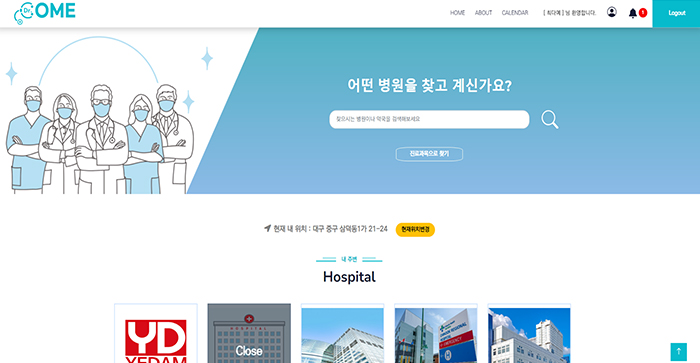 Dr. COME
HOME ABOUT CALENDAR [ 최다예 ] 님 환영합니다. 1 Logout
어떤 병원을 찾고 계신가요?
찾으시는 병원이나 약국을 검색해보세요
진료과목으로 찾기
현재 내 위치 : 대구 중구 삼덕동1가 21-24 현재위치변경
내 주변
Hospital
YD
YEDAM
HOSPITAL
Close
H